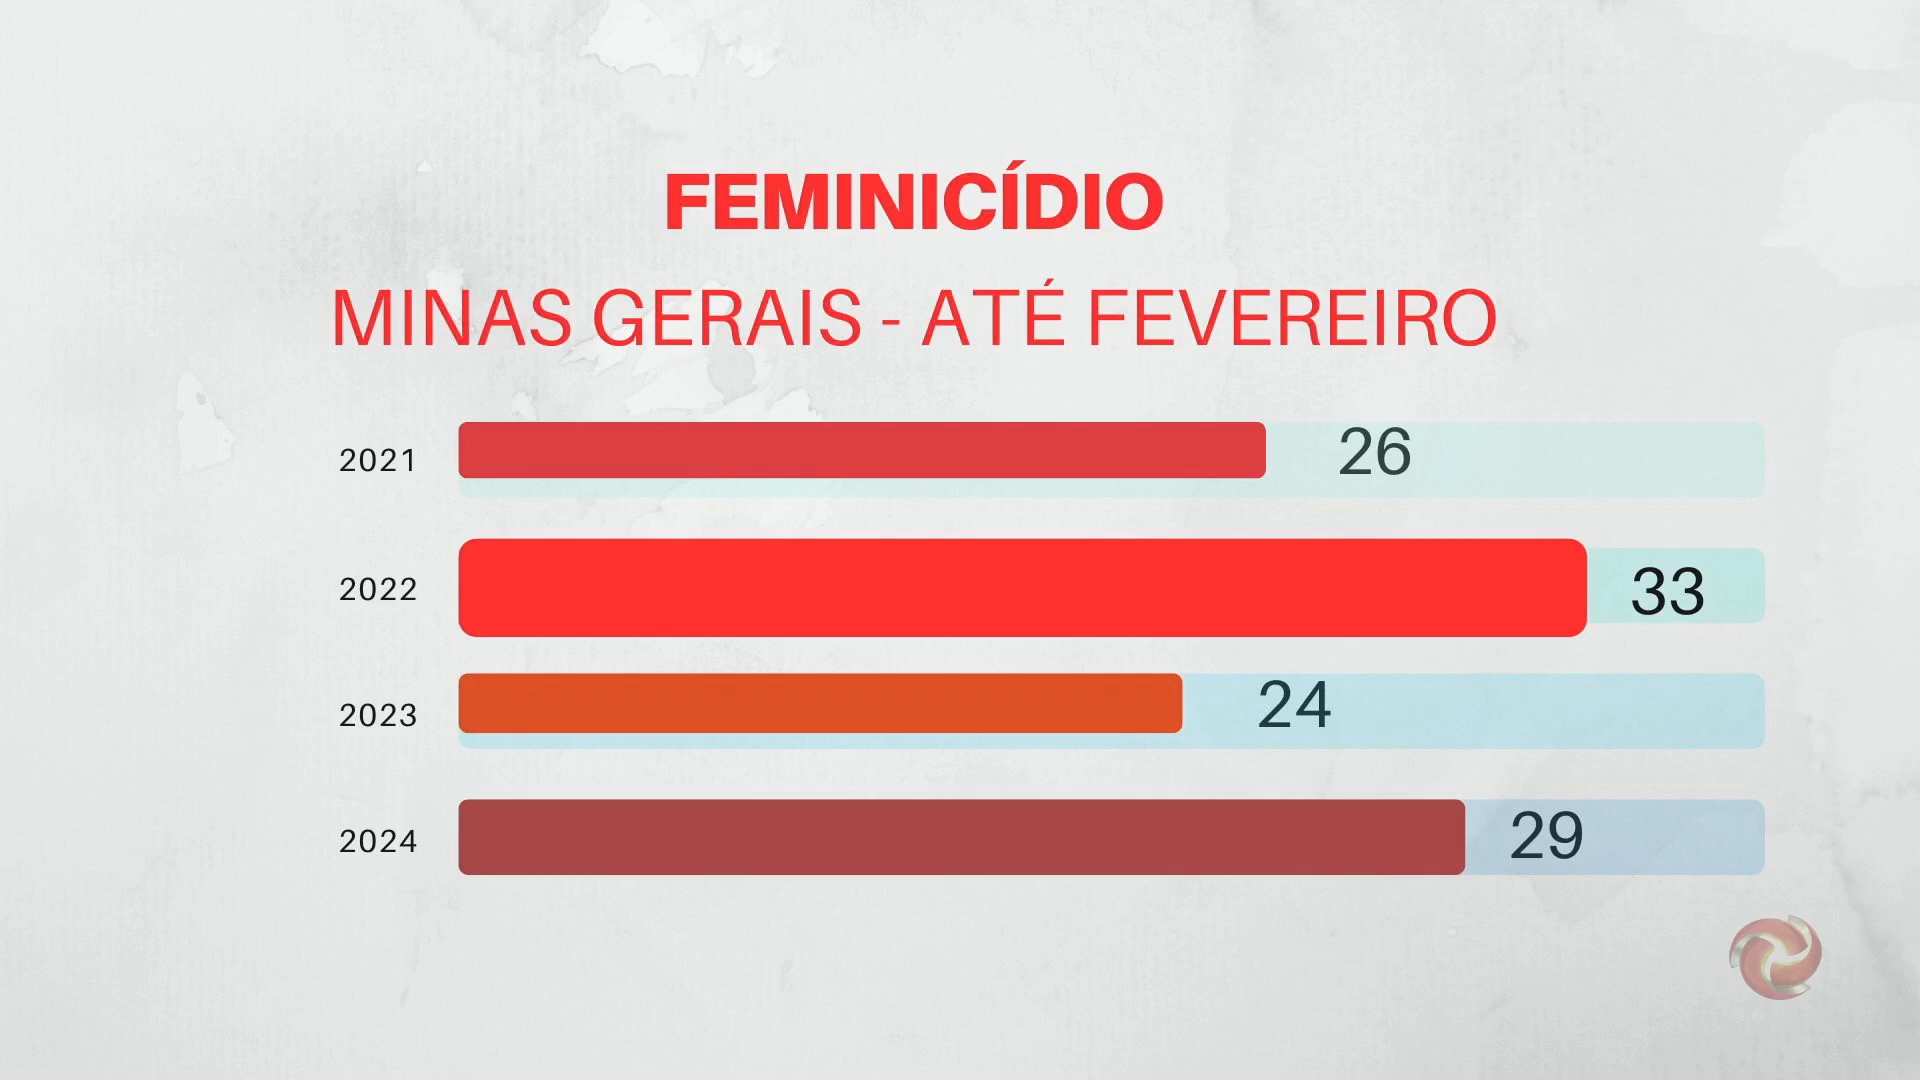 FEMINICÍDIO
MINAS GERAIS - ATÉ FEVEREIRO
2021 26
2022 33
2023 24
2024 29